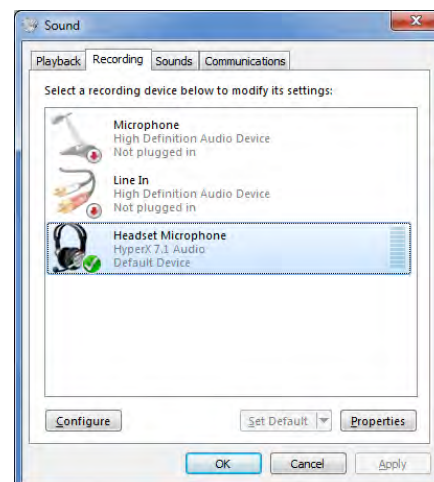 Sound
Playback Recording Sounds Communications
Select a recording device below to modify its settings:
Microphone
High Definition Audio Device
Not plugged in
Line In
High Definition Audio Device
Not plugged in
Headset Microphone
HyperX 7.1 Audio
Default Device
Configure Set Default Properties
OK Cancel Apply